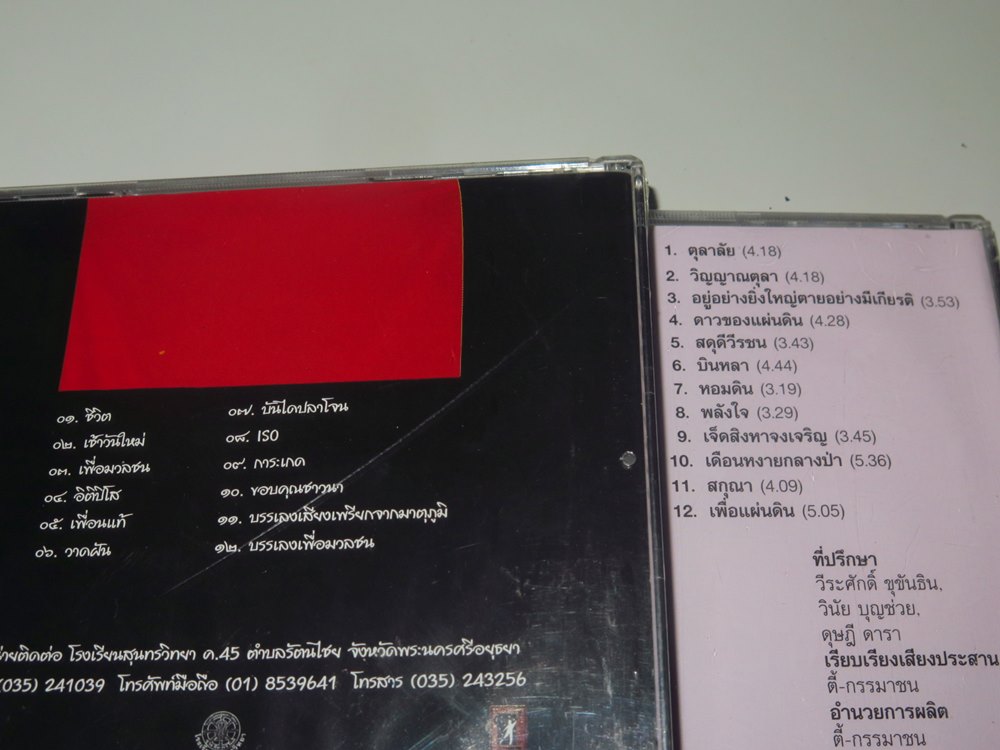 ๐๑. ชีวิต
๐๒. เช้าวันใหม่
๐๓. เพื่อมวลชน
๐๔. อิติปิโส
๐๕. เพื่อนแท้
๐๖. วาดฝัน
๐๗. บันไดปลาโจน
๐๘. ISO
๐๙. การะเกด
๑๐. ขอบคุณชาวนา
๑๑. บรรเลงเสียงเพรียกจากมาตุภูมิ
๑๒. บรรเลงเพื่อมวลชน
ติดต่อ โรงเรียนสุนทรวิทยา ค.45 ตำบลรัตนไชย จังหวัดพระนครศรีอยุธยา
(035) 241039 โทรศัพท์มือถือ (01) 8539641 โทรสาร (035) 243256
1. ตุลาลัย (4.18)
2. วิญญาณตุลา (4.18)
3. อยู่อย่างยิ่งใหญ่ตายอย่างมีเกียรติ (3.53)
4. ดาวของแผ่นดิน (4.28)
5. สดุดีวีรชน (3.43)
6. บินหลา (4.44)
7. หอมดิน (3.19)
8. พลังใจ (3.29)
9. เจ็ดสิงหาจงเจริญ (3.45)
10. เดือนหงายกลางป่า (5.36)
11. สกุณา (4.09)
12. เพื่อแผ่นดิน (5.05)
ที่ปรึกษา
วีระศักดิ์ ขุขันธิน,
วินัย บุญช่วย,
ดุษฎี ดารา
เรียบเรียงเสียงประสาน
ตี้-กรรมาชน
อำนวยการผลิต
ตี้-กรรมาชน